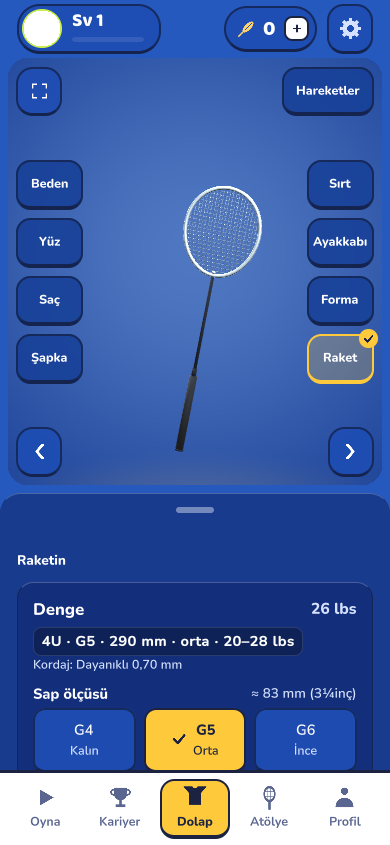 Sv 1
0
+
Hareketler
Beden
Sırt
Yüz
Ayakkabı
Saç
Forma
Şapka
Raket
Raketin
Denge
26 lbs
4U · G5 · 290 mm · orta · 20–28 lbs
Kordaj: Dayanıklı 0,70 mm
Sap ölçüsü
≈ 83 mm (3¼inç)
G4
Kalın
G5
Orta
G6
İnce
Oyna
Kariyer
Dolap
Atölye
Profil